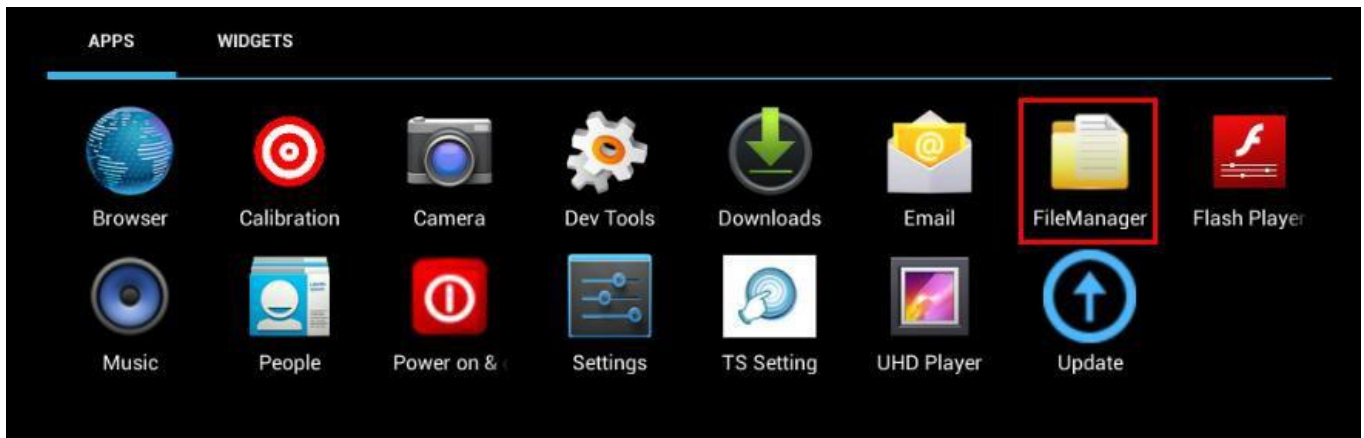 APPS WIDGETS
Browser Calibration Camera Dev Tools Downloads Email FileManager Flash Player
Music People Power on & Settings TS Setting UHD Player Update